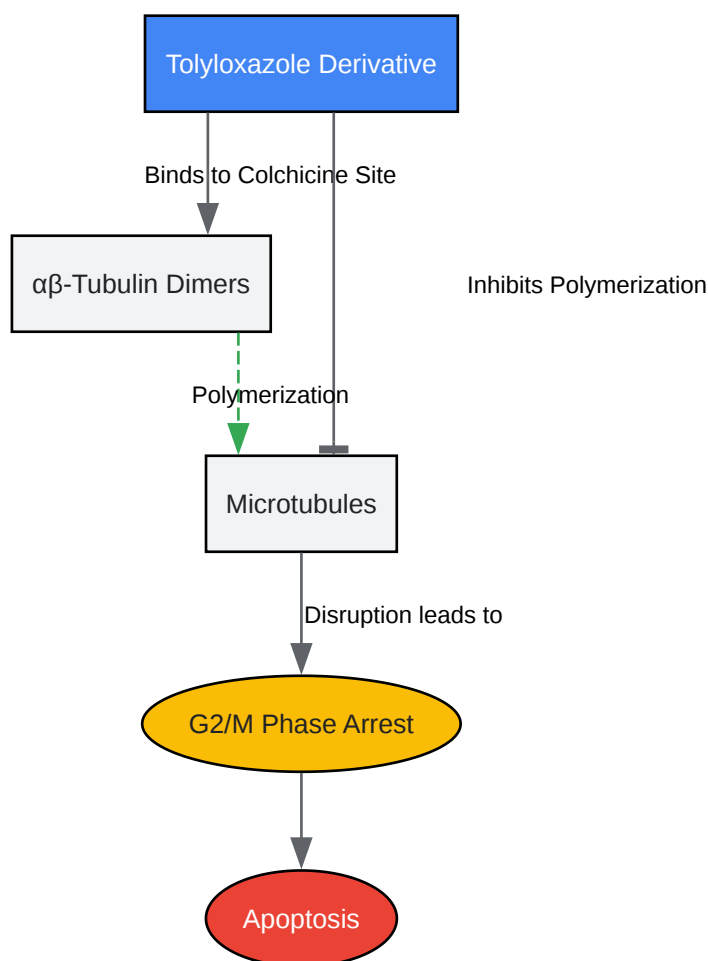 Tolyloxazole Derivative
Binds to Colchicine Site
αβ-Tubulin Dimers
Inhibits Polymerization
Polymerization
Microtubules
Disruption leads to
G2/M Phase Arrest
Apoptosis